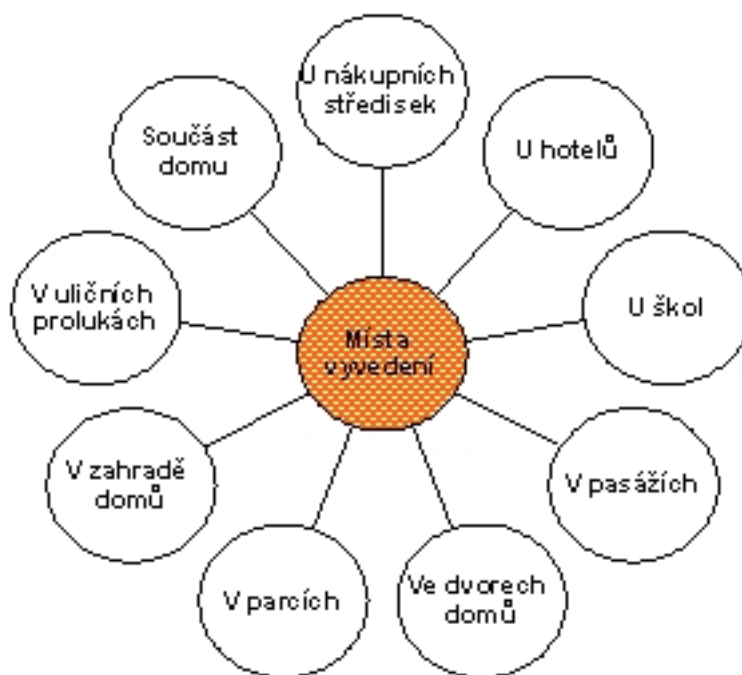 U nákupních
středisek
Součást
domu
U hotelů
V uličních
prolukách
U škol
Místa
vyvedení
V zahradě
domů
V pasážích
V parcích
Ve dvorech
domů